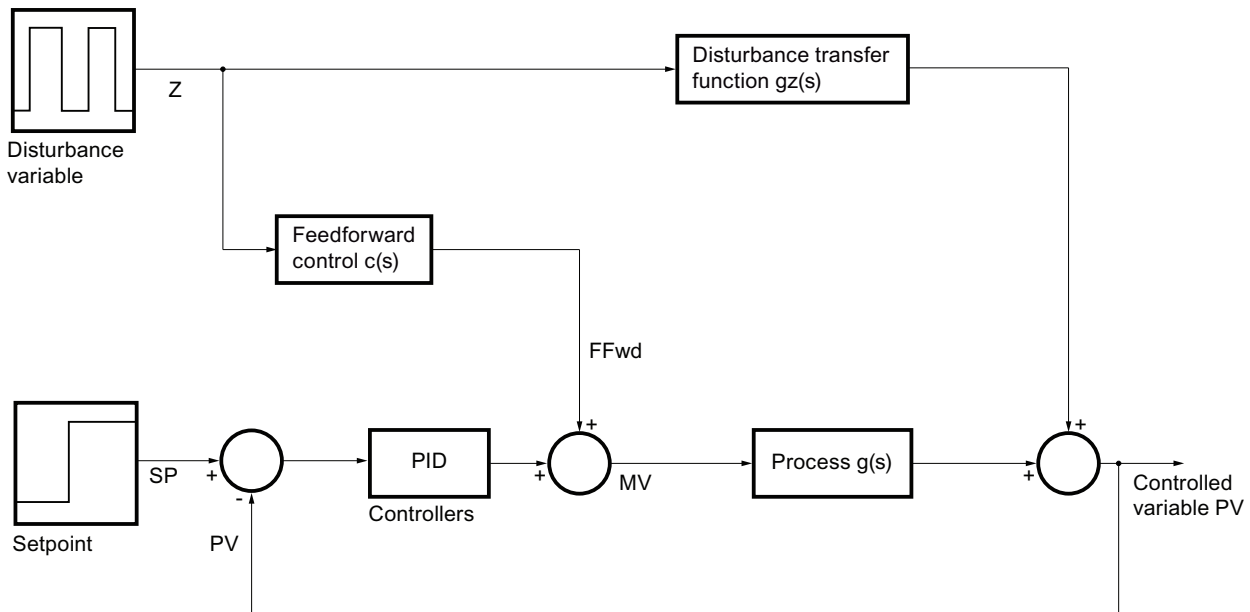 Disturbance transfer
function gz(s)
Z
Disturbance
variable
Feedforward
control c(s)
FFwd
+
+
SP
+
-
PID
+
MV
Process g(s)
+
Controlled
variable PV
Setpoint
PV
Controllers